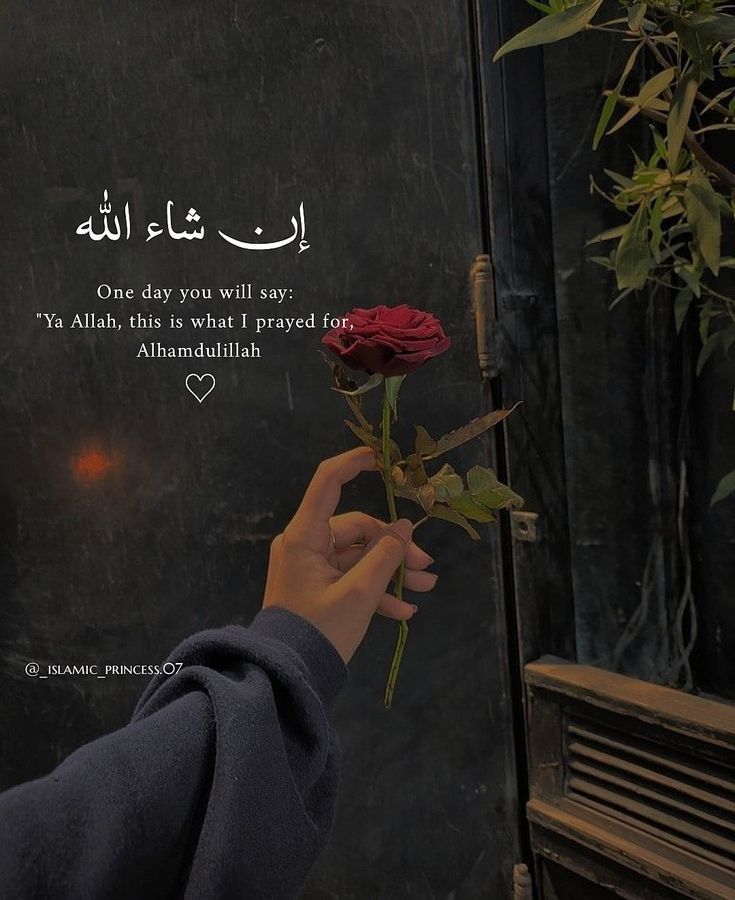 إن شاء الله
One day you will say:
"Ya Allah, this is what I prayed for,
Alhamdulillah
@_islamic_princess.07